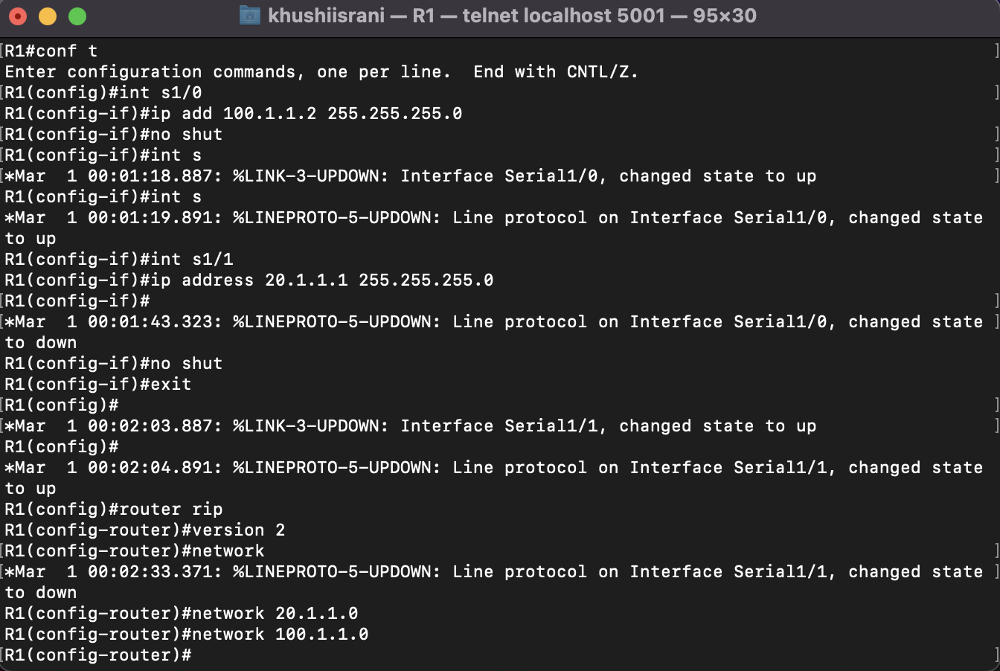 khushiisrani — R1 — telnet localhost 5001 — 95×30
[R1#conf t ]
Enter configuration commands, one per line.  End with CNTL/Z.
[R1(config)#int s1/0 ]
R1(config-if)#ip add 100.1.1.2 255.255.255.0
[R1(config-if)#no shut ]
[R1(config-if)#int s ]
[*Mar  1 00:01:18.887: %LINK-3-UPDOWN: Interface Serial1/0, changed state to up ]
R1(config-if)#int s
*Mar  1 00:01:19.891: %LINEPROTO-5-UPDOWN: Line protocol on Interface Serial1/0, changed state
to up
R1(config-if)#int s1/1
R1(config-if)#ip address 20.1.1.1 255.255.255.0
[R1(config-if)# ]
[*Mar  1 00:01:43.323: %LINEPROTO-5-UPDOWN: Line protocol on Interface Serial1/0, changed state ]
to down
R1(config-if)#no shut
R1(config-if)#exit
[R1(config)# ]
[*Mar  1 00:02:03.887: %LINK-3-UPDOWN: Interface Serial1/1, changed state to up ]
R1(config)#
*Mar  1 00:02:04.891: %LINEPROTO-5-UPDOWN: Line protocol on Interface Serial1/1, changed state
to up
R1(config)#router rip
R1(config-router)#version 2
[R1(config-router)#network ]
[*Mar  1 00:02:33.371: %LINEPROTO-5-UPDOWN: Line protocol on Interface Serial1/1, changed state ]
to down
R1(config-router)#network 20.1.1.0
R1(config-router)#network 100.1.1.0
[R1(config-router)# ]